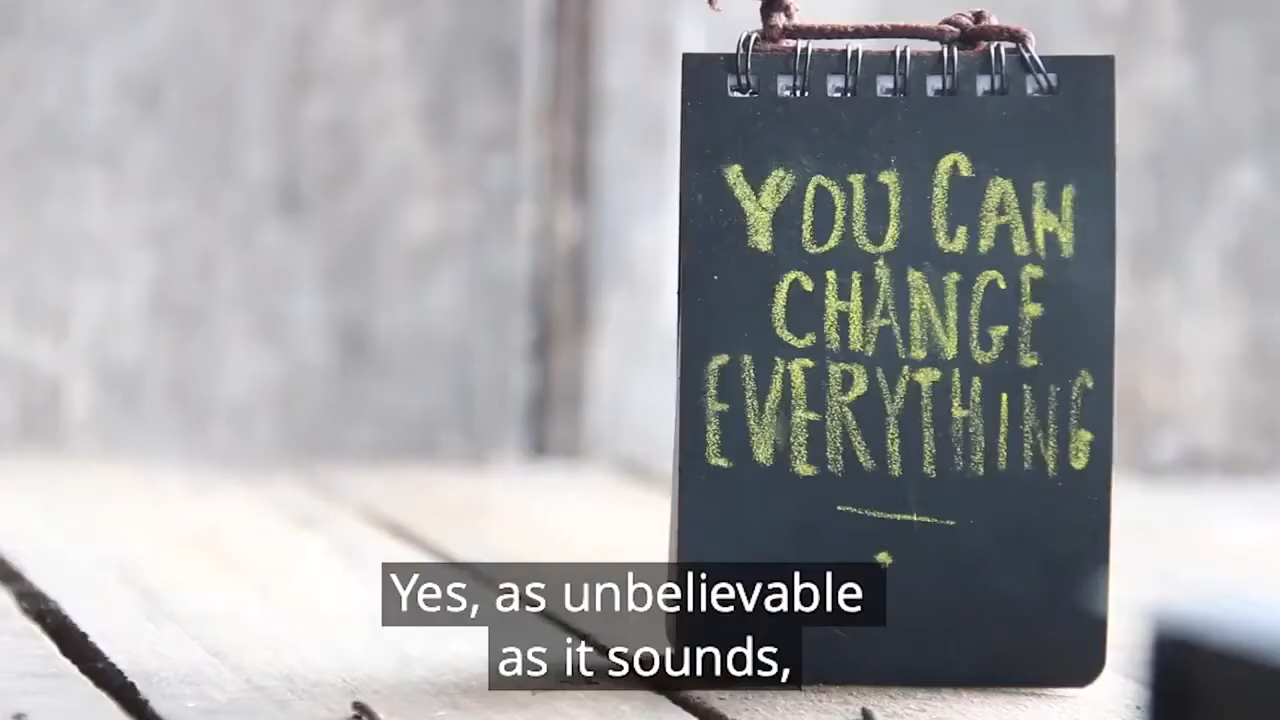 YOU CAN
CHANGE
EVERYTHING
Yes, as unbelievable
as it sounds,